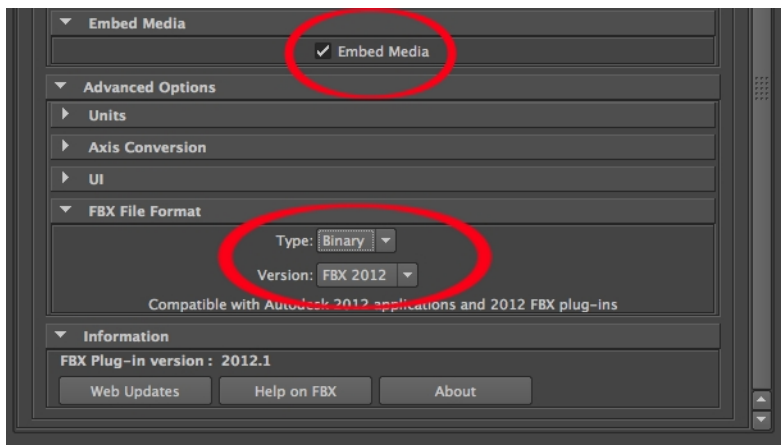 Embed Media
Embed Media
Advanced Options
Units
Axis Conversion
UI
FBX File Format
Type: Binary
Version: FBX 2012
Compatible with Autodesk 2012 applications and 2012 FBX plug-ins
Information
FBX Plug-in version : 2012.1
Web Updates Help on FBX About